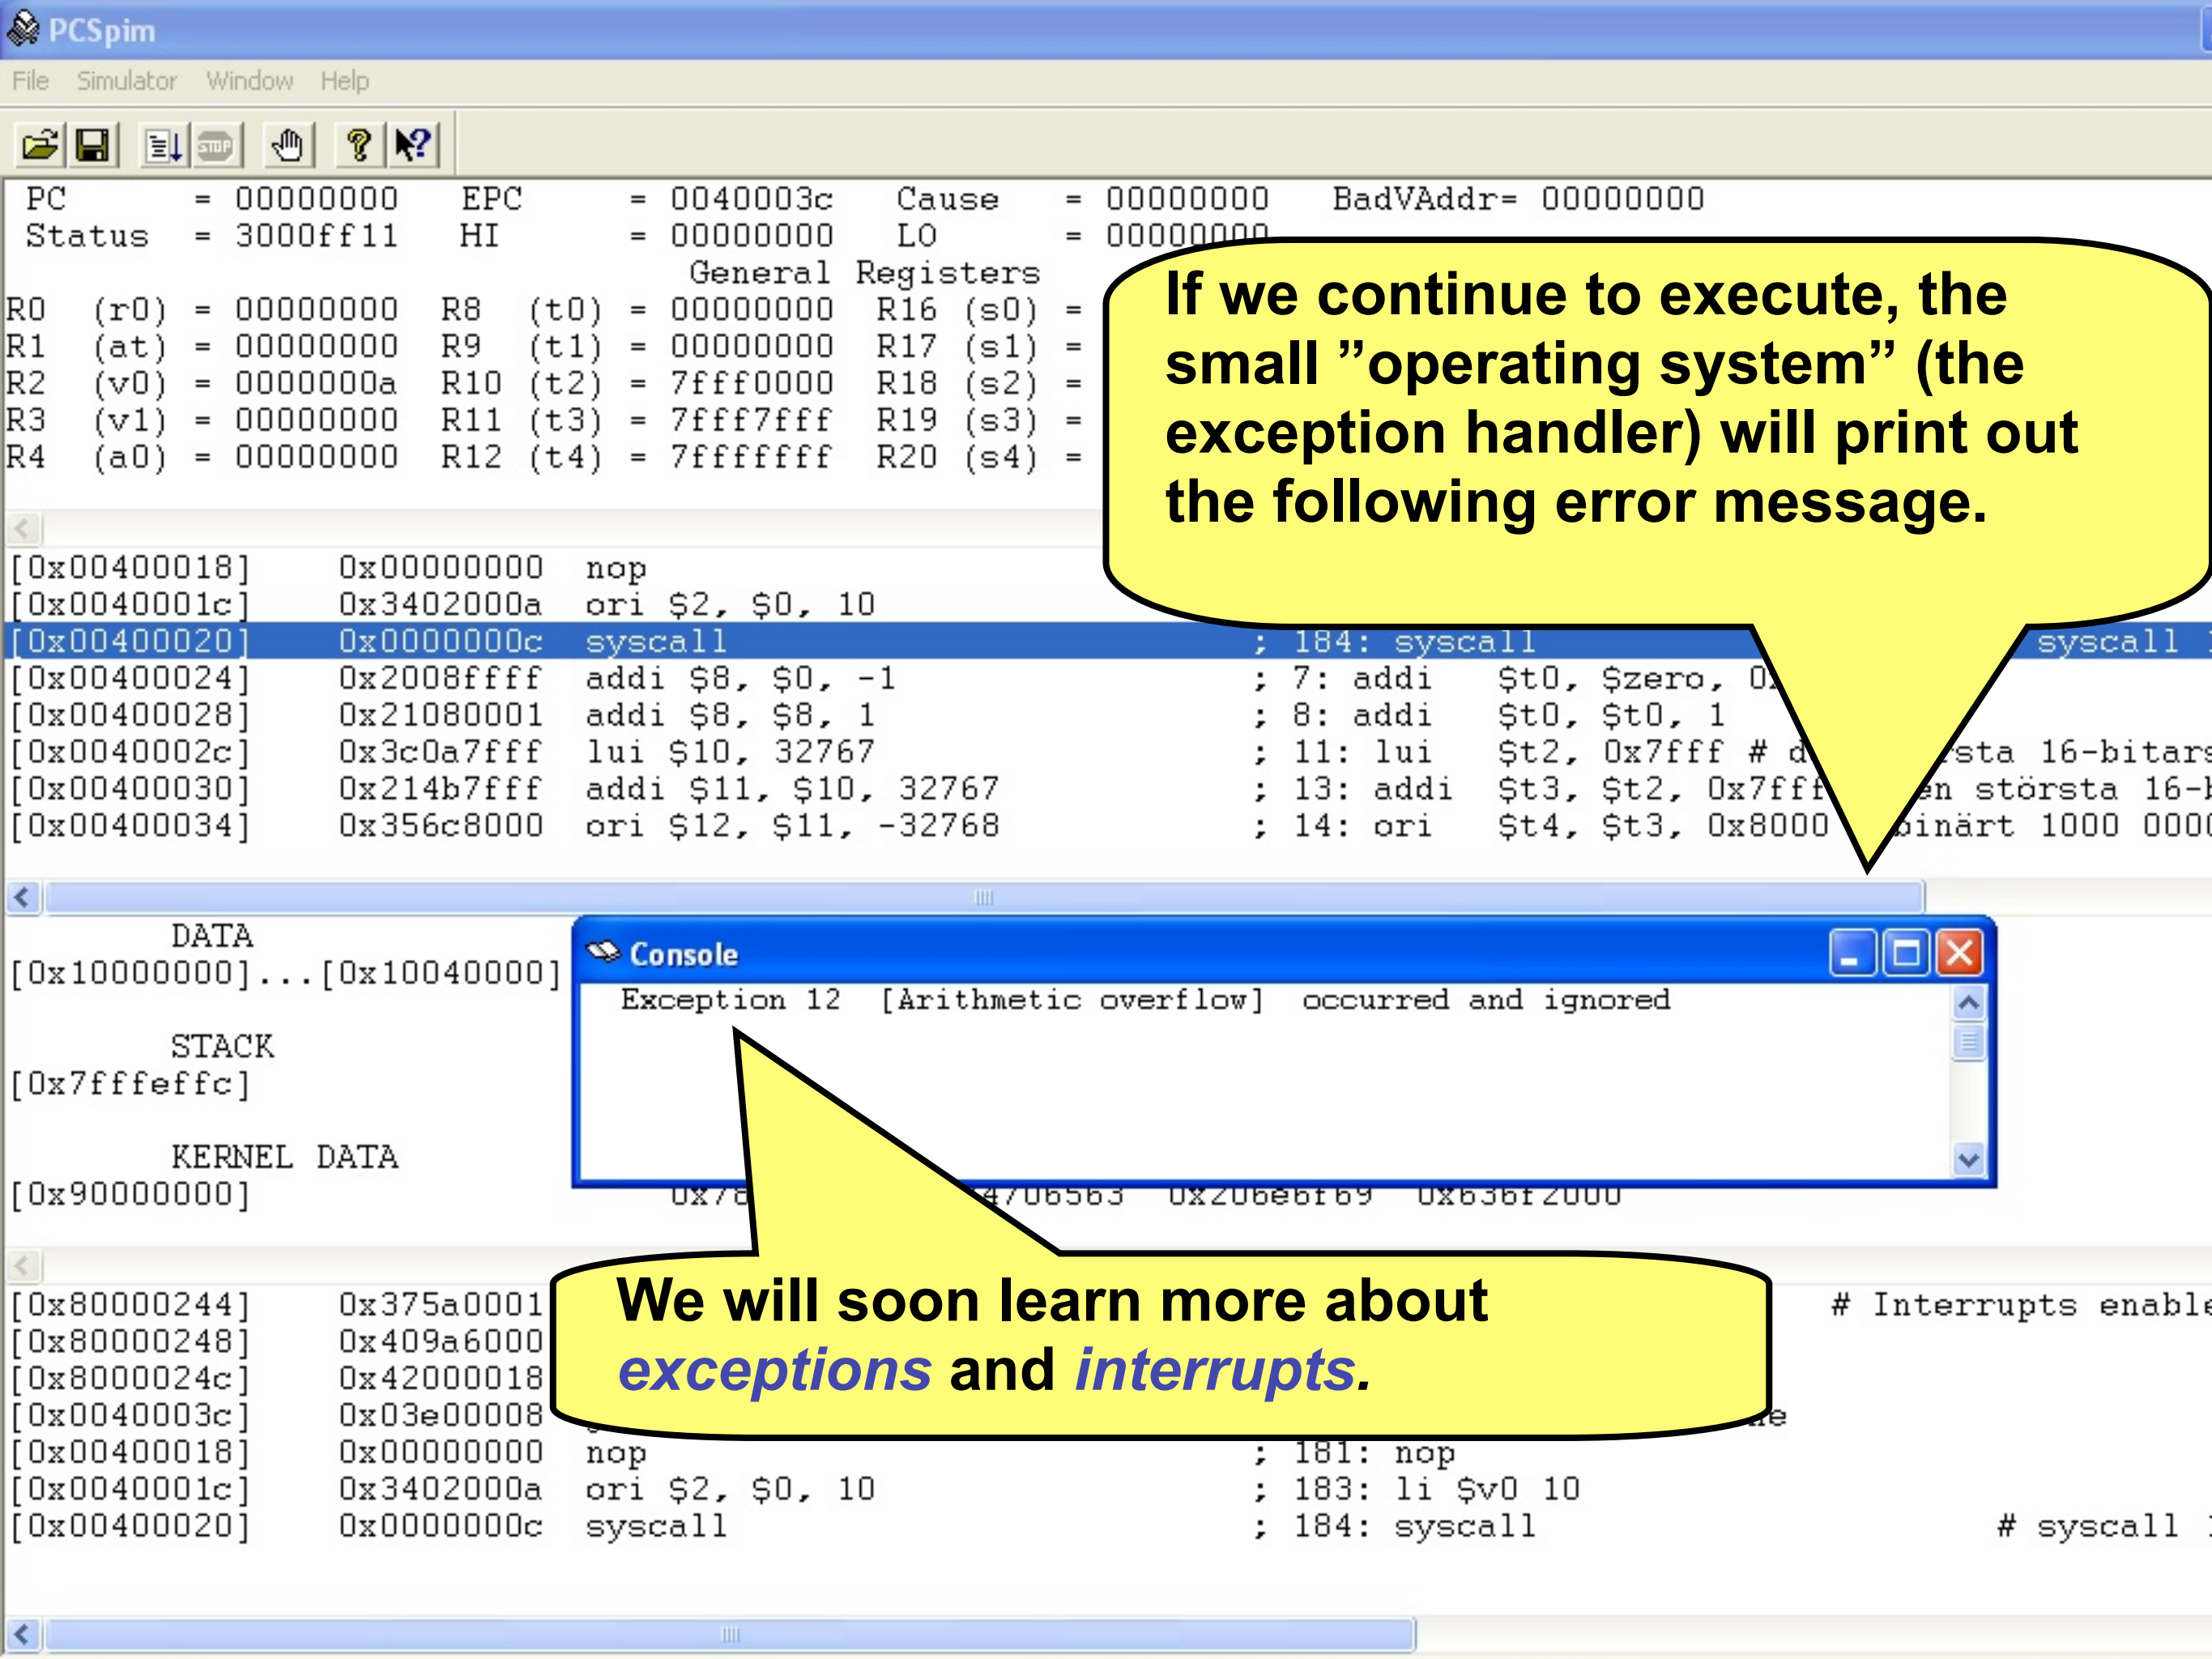 PCSpim
File Simulator Window Help
STOP
PC = 00000000 EPC = 0040003c Cause = 00000000 BadVAddr= 00000000
Status = 3000ff11 HI = 00000000 LO = 00000000
General Registers
R0 (r0) = 00000000 R8 (t0) = 00000000 R16 (s0) =
R1 (at) = 00000000 R9 (t1) = 00000000 R17 (s1) =
R2 (v0) = 0000000a R10 (t2) = 7fff0000 R18 (s2) =
R3 (v1) = 00000000 R11 (t3) = 7fff7fff R19 (s3) =
R4 (a0) = 00000000 R12 (t4) = 7fffffff R20 (s4) =
If we continue to execute, the
small ”operating system” (the
exception handler) will print out
the following error message.
[0x00400018] 0x00000000 nop
[0x0040001c] 0x3402000a ori $2, $0, 10
[0x00400020] 0x0000000c syscall ; 184: syscall syscall
[0x00400024] 0x2008ffff addi $8, $0, -1 ; 7: addi $t0, $zero,
[0x00400028] 0x21080001 addi $8, $8, 1 ; 8: addi $t0, $t0, 1
[0x0040002c] 0x3c0a7fff lui $10, 32767 ; 11: lui $t2, 0x7fff # 16-bitars
[0x00400030] 0x214b7fff addi $11, $10, 32767 ; 13: addi $t3, $t2, 0x7fff största 16-
[0x00400034] 0x356c8000 ori $12, $11, -32768 ; 14: ori $t4, $t3, 0x8000 binärt 1000 000
DATA
[0x10000000]...[0x10040000]
STACK
[0x7fffeffc]
KERNEL DATA
[0x90000000] 0x206e6f69 0x636f2000
Console
Exception 12 [Arithmetic overflow] occurred and ignored
We will soon learn more about
exceptions and interrupts.
[0x80000244] 0x375a0001 # Interrupts enable
[0x80000248] 0x409a6000
[0x8000024c] 0x42000018
[0x0040003c] 0x03e00008
[0x00400018] 0x00000000 nop ; 181: nop
[0x0040001c] 0x3402000a ori $2, $0, 10 ; 183: li $v0 10
[0x00400020] 0x0000000c syscall ; 184: syscall # syscall